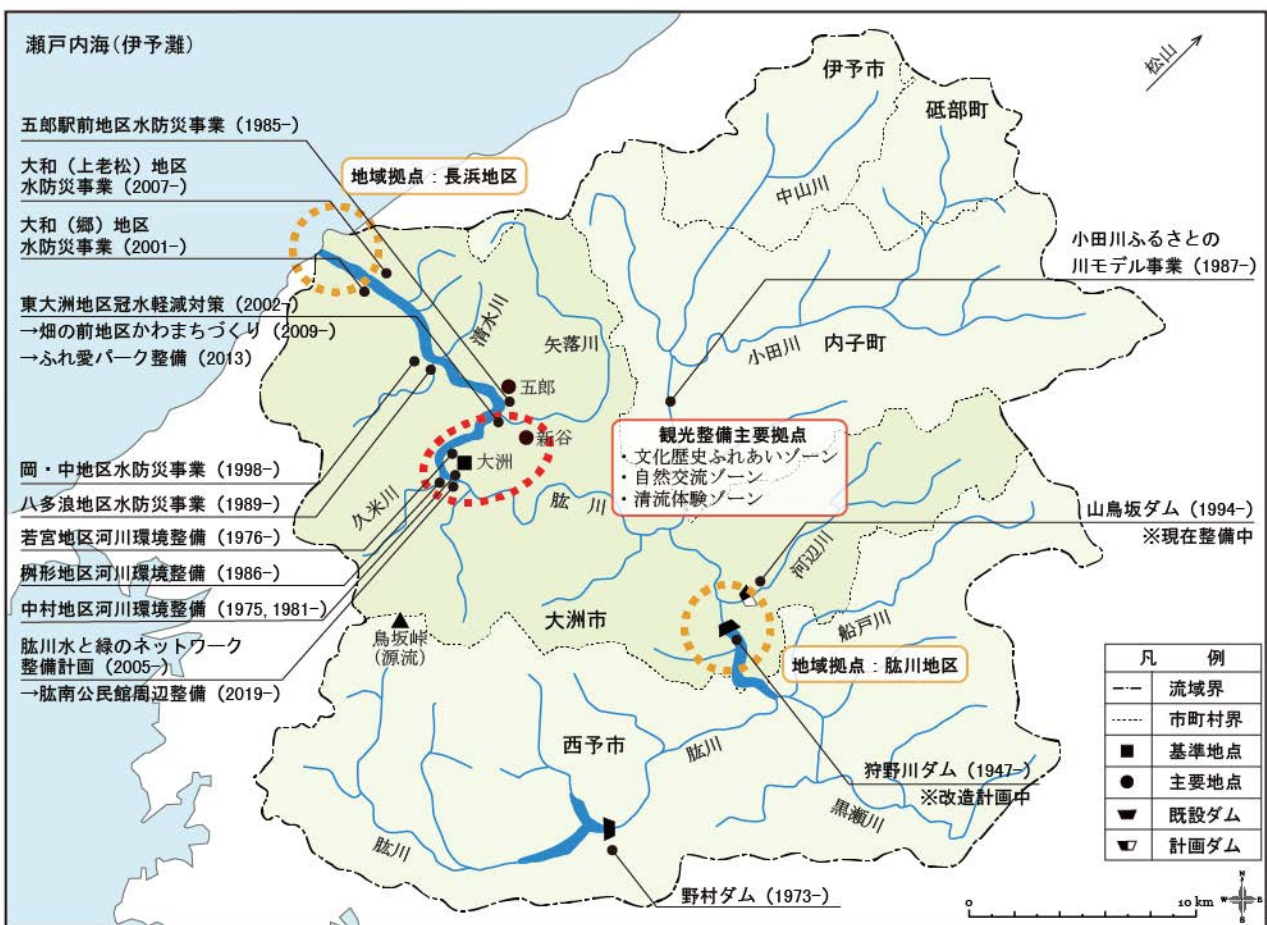 瀬戸内海(伊予灘)
松山
伊予市
砥部町
五郎駅前地区水防災事業 (1985-)
大和（上老松）地区
水防災事業 (2007-)
地域拠点：長浜地区
中山川
大和（郷）地区
水防災事業 (2001-)
小田川ふるさとの
川モデル事業 (1987-)
東大洲地区冠水軽減対策 (2002-)
→畑の前地区かわまちづくり (2009-)
→ふれ愛パーク整備 (2013)
清水川
矢落川
小田川
内子町
五郎
新谷
大洲
観光整備主要拠点
・文化歴史ふれあいゾーン
・自然交流ゾーン
・清流体験ゾーン
岡・中地区水防災事業 (1998-)
八多浪地区水防災事業 (1989-)
久米川
肱川
山鳥坂ダム (1994-)
※現在整備中
若宮地区河川環境整備 (1976-)
桝形地区河川環境整備 (1986-)
中村地区河川環境整備 (1975, 1981-)
河辺川
大洲市
船戸川
鳥坂峠
(源流)
肱川水と緑のネットワーク
整備計画 (2005-)
→肱南公民館周辺整備 (2019-)
地域拠点：肱川地区
凡 例
流域界
市町村界
基準地点
主要地点
既設ダム
計画ダム
西予市
肱川
狩野川ダム (1947-)
※改造計画中
黒瀬川
肱川
野村ダム (1973-)
0 10 km
N
W E
S